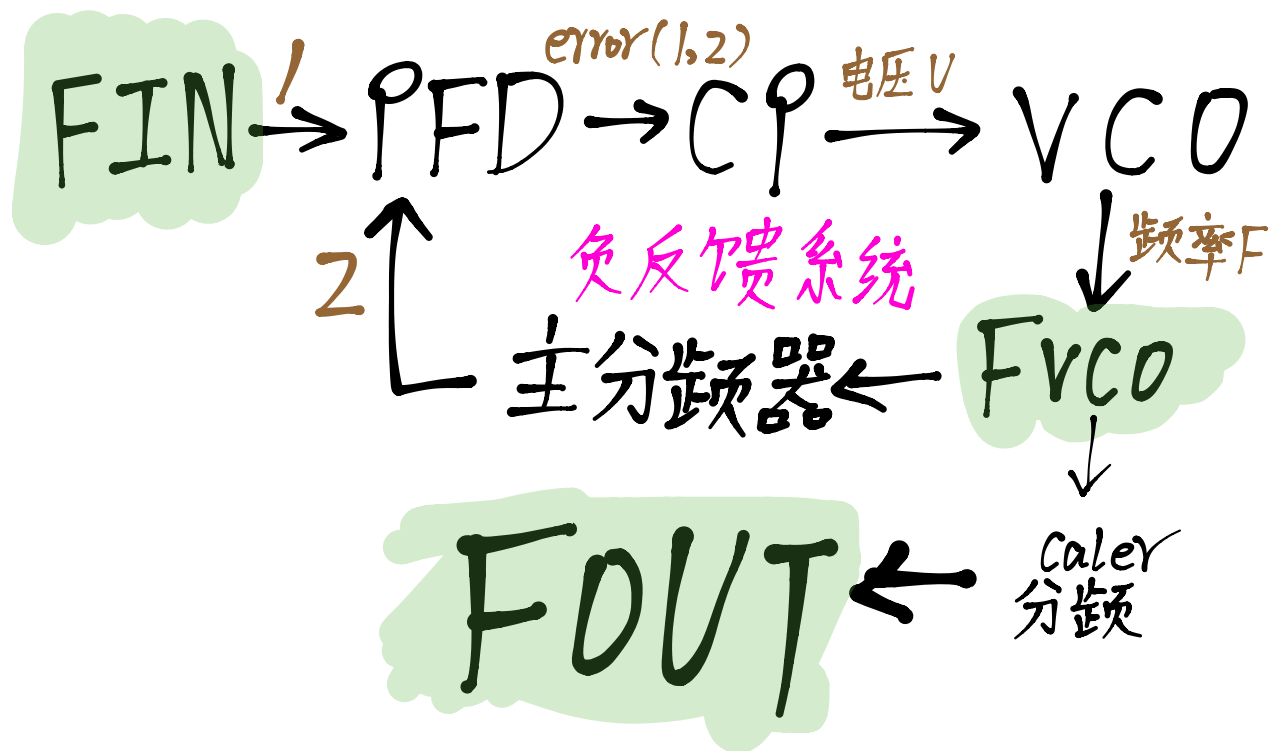 FIN 1 PFD error(1,2) CP 电压V VCO
2 负反馈系统 频率F
主分频器 FVCO
FOUT caler
分频